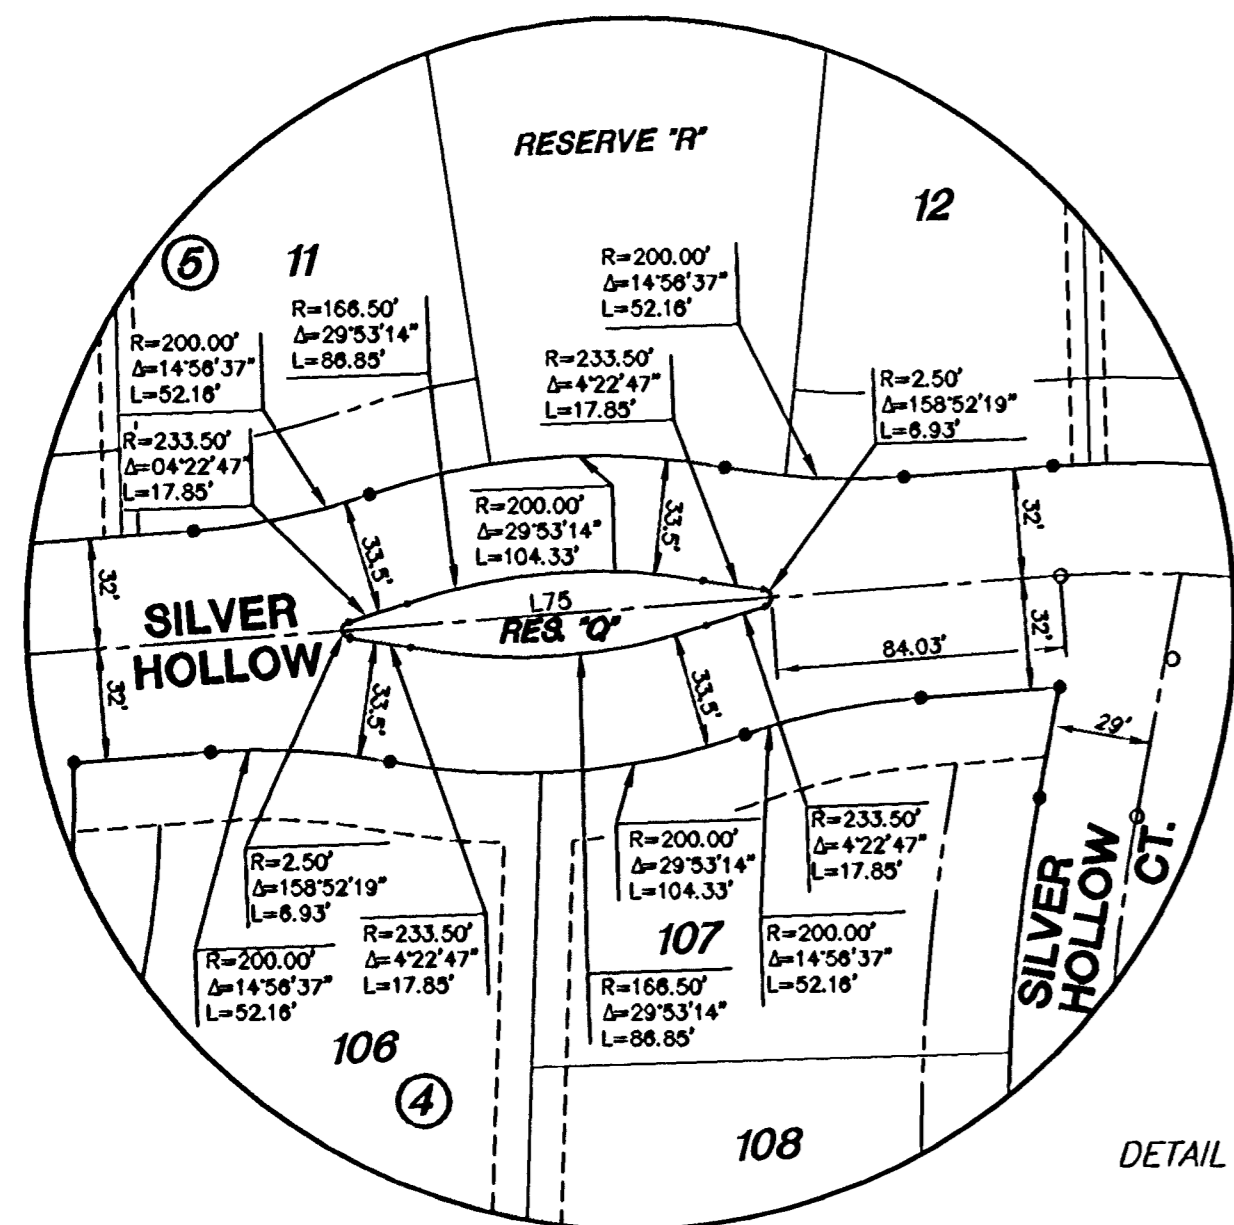 RESERVE "R"
12
5
11
R=200.00'
Δ=14°56'37"
L=52.16'
R=166.50'
Δ=29°53'14"
L=86.85'
R=200.00'
Δ=14°56'37"
L=52.16'
R=233.50'
Δ=4°22'47"
L=17.85'
R=2.50'
Δ=158°52'19"
L=6.93'
R=233.50'
Δ=04°22'47"
L=17.85'
R=200.00'
Δ=29°53'14"
L=104.33'
33.5'
33.5'
32'
32'
L75
RES. "Q"
SILVER
HOLLOW
32'
32'
84.03'
33.5'
33.5'
29'
R=2.50'
Δ=158°52'19"
L=6.93'
R=200.00'
Δ=29°53'14"
L=104.33'
R=233.50'
Δ=4°22'47"
L=17.85'
R=200.00'
Δ=14°56'37"
L=52.16'
R=233.50'
Δ=4°22'47"
L=17.85'
107
R=166.50'
Δ=29°53'14"
L=86.85'
R=200.00'
Δ=14°56'37"
L=52.16'
SILVER
HOLLOW
CT.
106
4
108
DETAIL